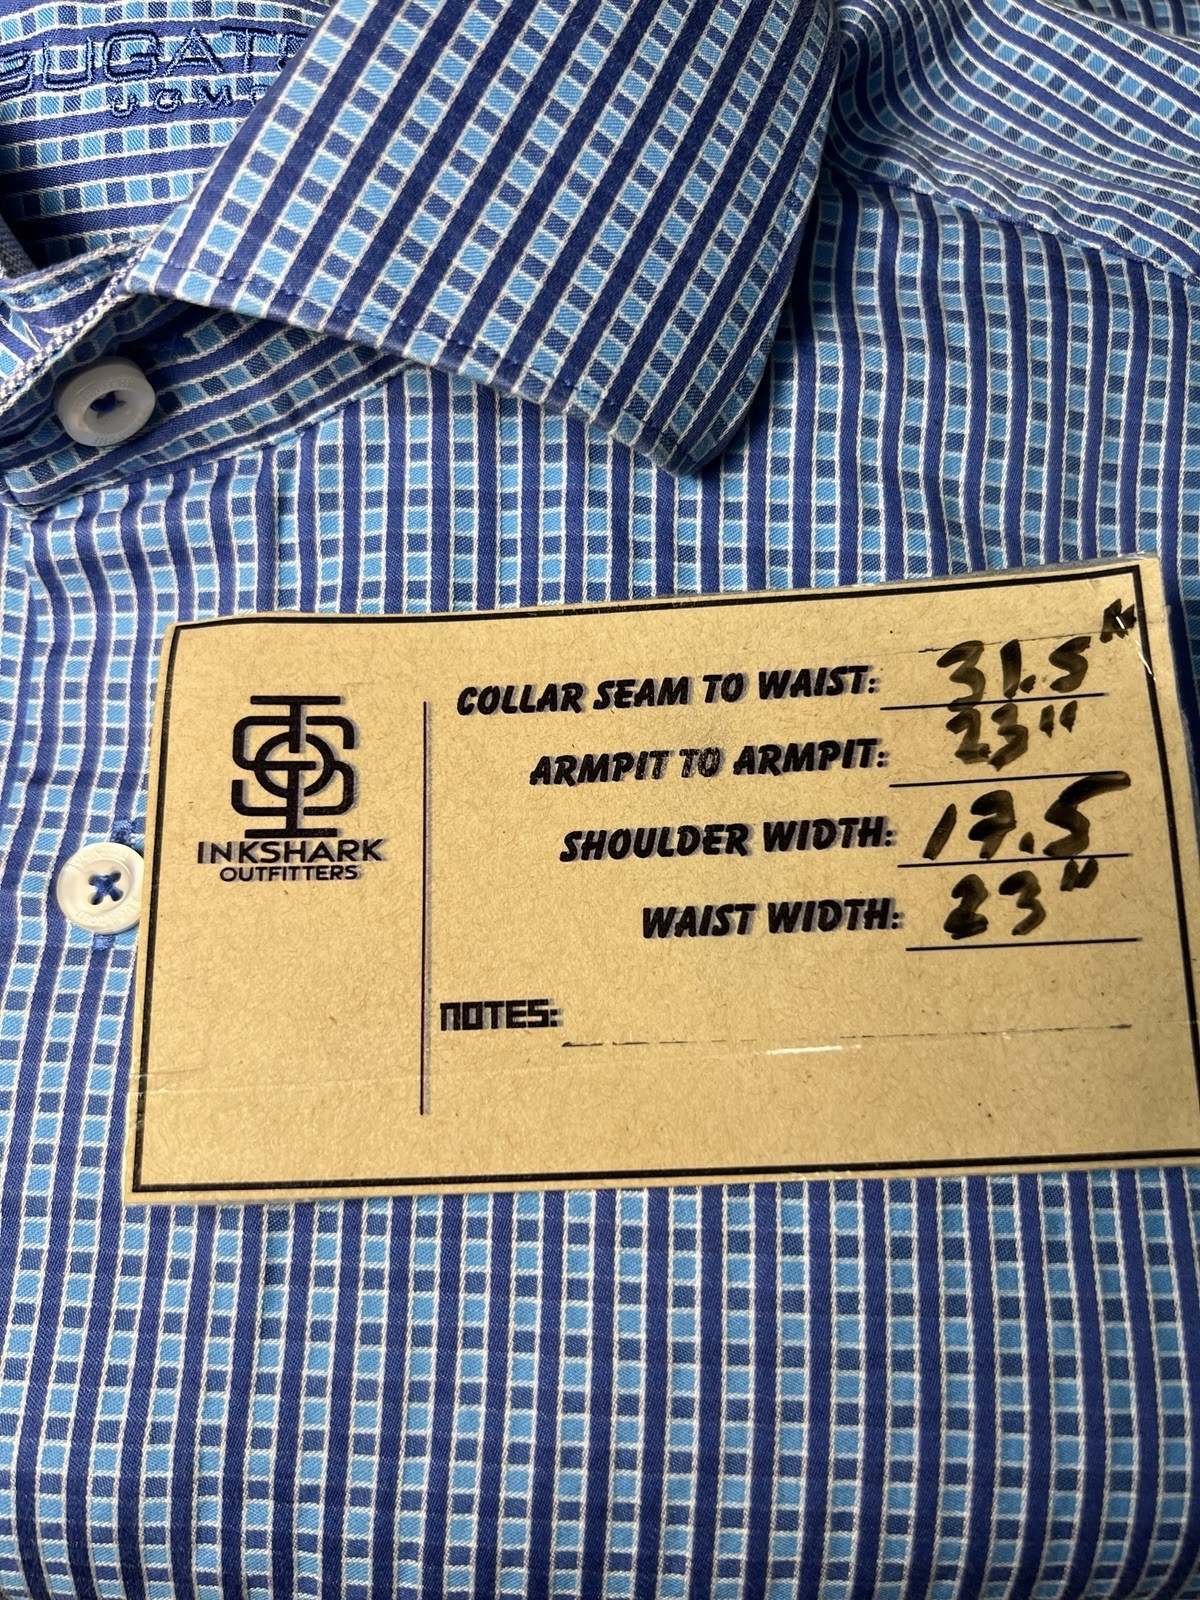 UOMO
COLLAR SEAM TO WAIST: 31.5"
ARMPIT TO ARMPIT: 23"
SHOULDER WIDTH: 17.5"
WAIST WIDTH: 23"
INKSHARK
OUTFITTERS
NOTES: